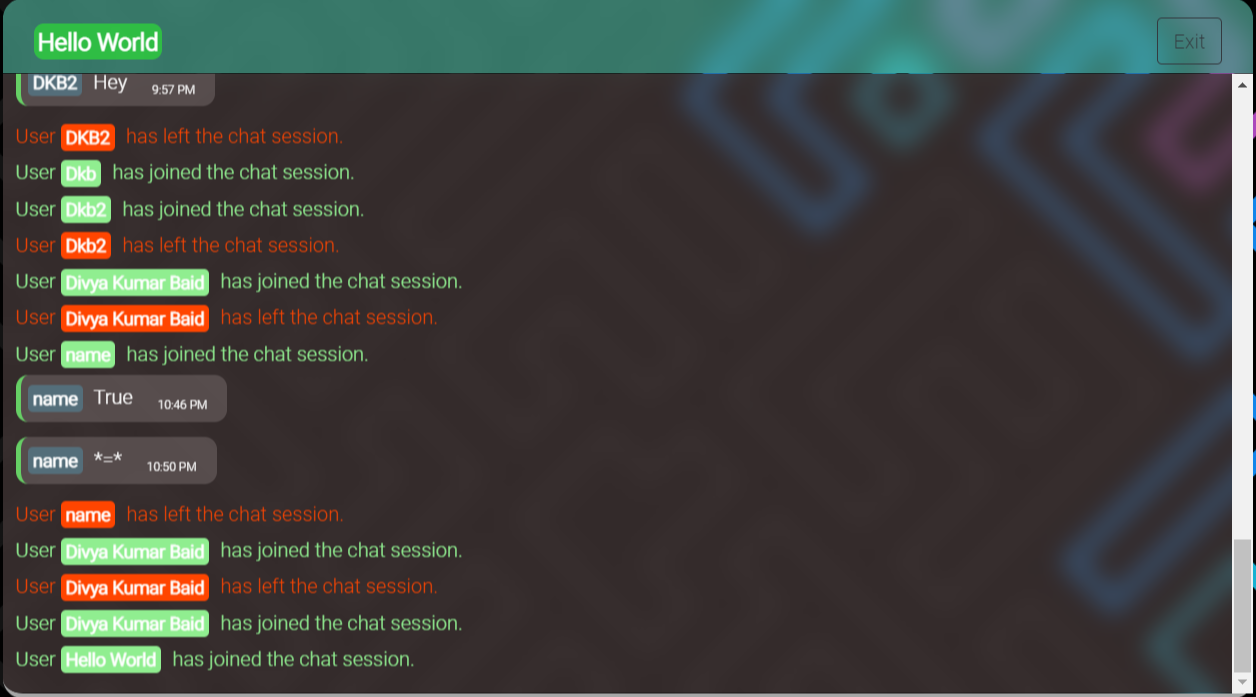 Hello World
Exit
DKB2 Hey 9:57 PM
User DKB2 has left the chat session.
User Dkb has joined the chat session.
User Dkb2 has joined the chat session.
User Dkb2 has left the chat session.
User Divya Kumar Baid has joined the chat session.
User Divya Kumar Baid has left the chat session.
User name has joined the chat session.
name True 10:46 PM
name *=* 10:50 PM
User name has left the chat session.
User Divya Kumar Baid has joined the chat session.
User Divya Kumar Baid has left the chat session.
User Divya Kumar Baid has joined the chat session.
User Hello World has joined the chat session.